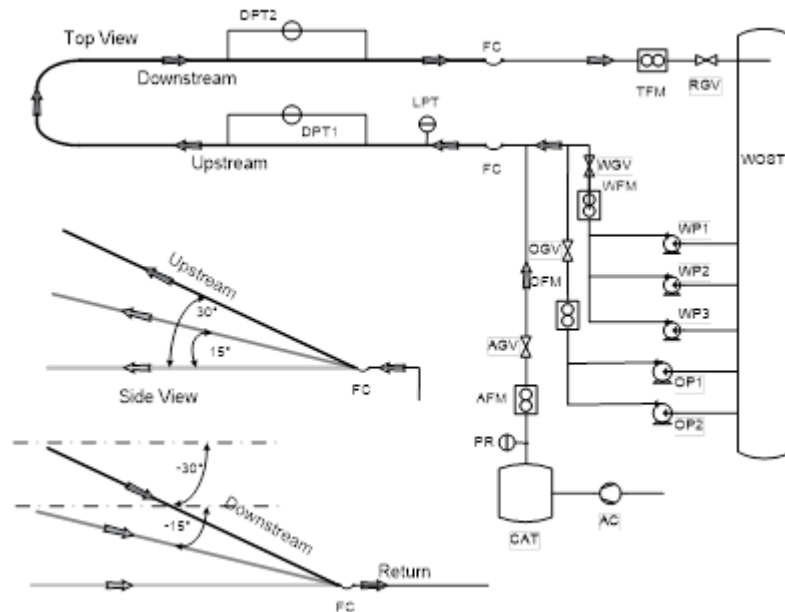 DPT2
Top View
FC
Downstream
TFM
RGV
LPT
DPT1
Upstream
FC
WGV
WFM
WOST
WP1
OGV
Upstream
WP2
OFM
30°
WP3
15°
AGV
FC
OP1
Side View
AFM
OP2
PR
-30°
Downstream
-15°
CAT
AC
Return
FC